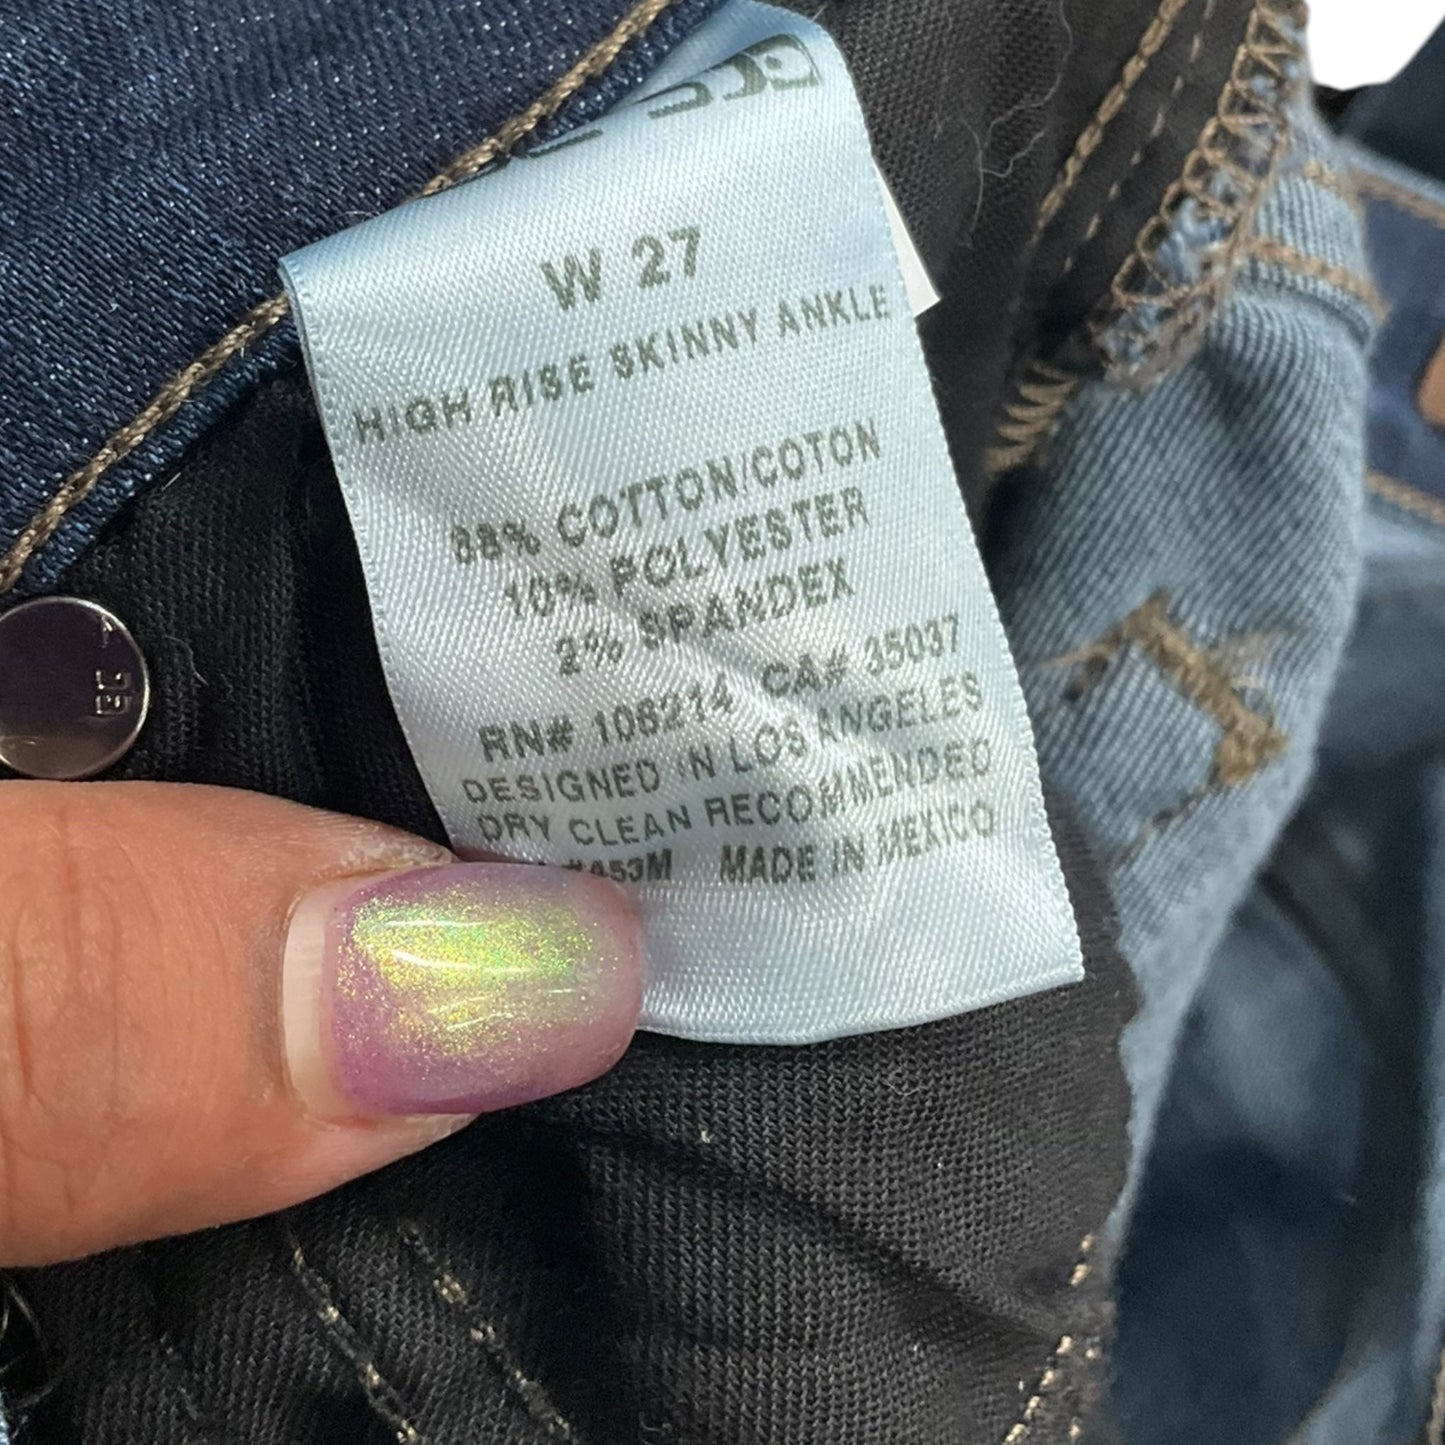 W 27
HIGH RISE SKINNY ANKLE
88% COTTON/COTON
10% POLYESTER
2% SPANDEX
RN# 106214 CA# 35037
DESIGNED IN LOS ANGELES
DRY CLEAN RECOMMENDED
#A53M MADE IN MEXICO